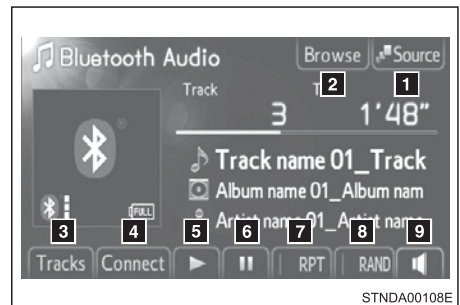 Bluetooth Audio
Browse
Source
2
1
Track
T
3
1'48"
Track name 01_Track
Album name 01_Album nam
Artist name 01_Artist name
FULL
3
4
5
6
7
8
9
Tracks
Connect
RPT
RAND
STNDA00108E